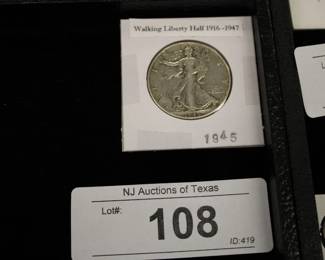 Walking Liberty Half 1916 -1947
1945
NJ Auctions of Texas
Lot#:
108
ID:419